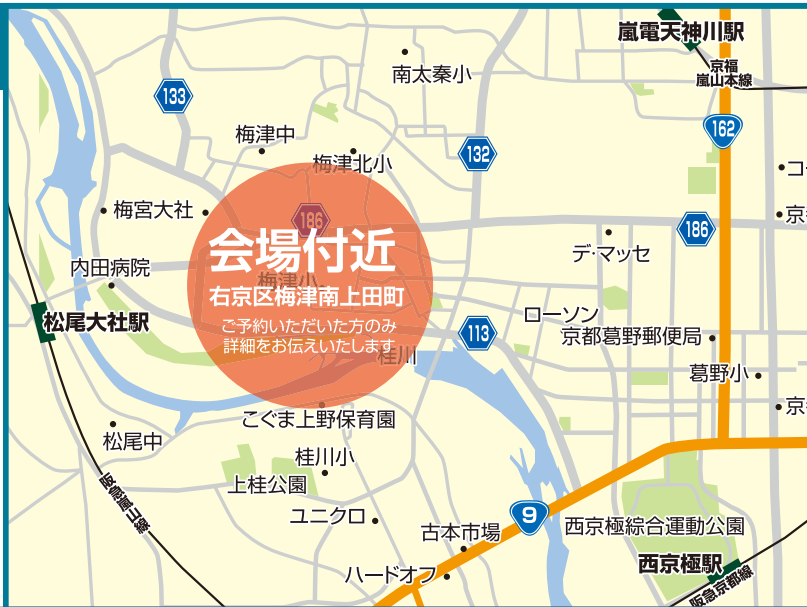 嵐電天神川駅
京福
嵐山本線
南太秦小
133
162
梅津中
梅津北小
132
コ
梅宮大社
186
京
186
会場付近
デ・マッセ
内田病院
梅津小
右京区梅津南上田町
ご予約いただいた方のみ
詳細をお伝えいたします
松尾大社駅
ローソン
113
京都葛野郵便局
桂川
葛野小
京
こぐま上野保育園
松尾中
桂川小
上桂公園
阪急嵐山線
ユニクロ
9
古本市場
西京極綜合運動公園
西京極駅
ハードオフ
阪急京都線